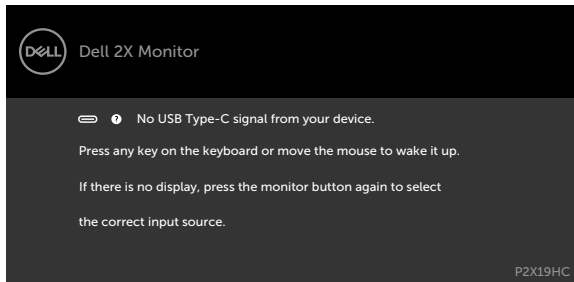 DELL Dell 2X Monitor
? No USB Type-C signal from your device.
Press any key on the keyboard or move the mouse to wake it up.
If there is no display, press the monitor button again to select
the correct input source.
P2X19HC